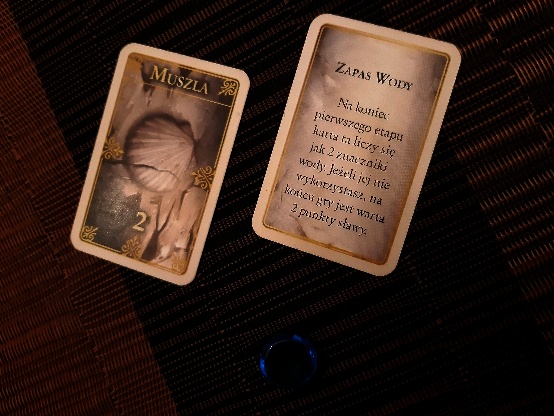 MUSZLA
2
ZAPAS WODY
Na koniec
pierwszego etapu
karta ta liczy się
jak 2 znaczniki
wody. Jeżeli jej nie
wykorzystasz, na
koniec gry jest warta
2 punkty sławy.